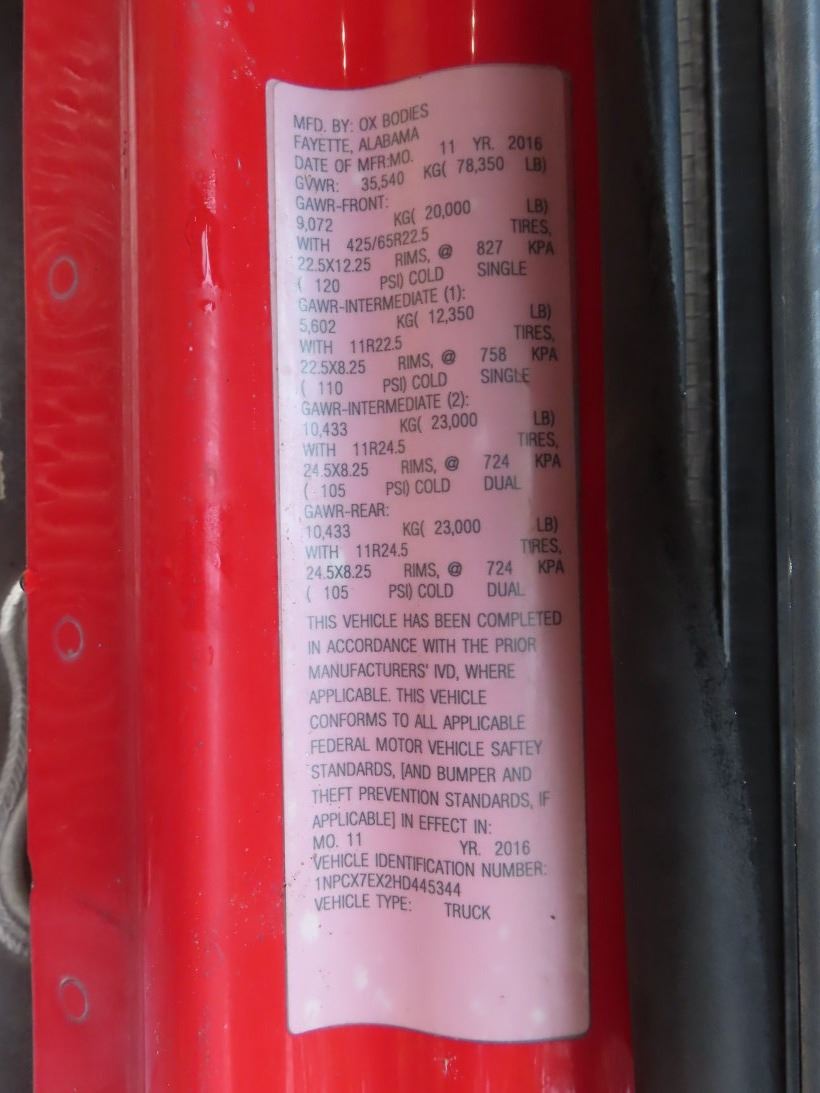 MFD. BY: OX BODIES
FAYETTE, ALABAMA
DATE OF MFR:MO. 11 YR. 2016
GVWR: 35,540 KG( 78,350 LB)
GAWR-FRONT:
9,072 KG( 20,000 LB)
WITH 425/65R22.5 TIRES,
22.5X12.25 RIMS, @ 827 KPA
( 120 PSI) COLD SINGLE
GAWR-INTERMEDIATE (1):
5,602 KG( 12,350 LB)
WITH 11R22.5 TIRES,
22.5X8.25 RIMS, @ 758 KPA
( 110 PSI) COLD SINGLE
GAWR-INTERMEDIATE (2):
10,433 KG( 23,000 LB)
WITH 11R24.5 TIRES,
24.5X8.25 RIMS, @ 724 KPA
( 105 PSI) COLD DUAL
GAWR-REAR:
10,433 KG( 23,000 LB)
WITH 11R24.5 TIRES,
24.5X8.25 RIMS, @ 724 KPA
( 105 PSI) COLD DUAL
THIS VEHICLE HAS BEEN COMPLETED
IN ACCORDANCE WITH THE PRIOR
MANUFACTURERS' IVD, WHERE
APPLICABLE. THIS VEHICLE
CONFORMS TO ALL APPLICABLE
FEDERAL MOTOR VEHICLE SAFTEY
STANDARDS, [AND BUMPER AND
THEFT PREVENTION STANDARDS, IF
APPLICABLE] IN EFFECT IN:
MO. 11 YR. 2016
VEHICLE IDENTIFICATION NUMBER:
1NPCX7EX2HD445344
VEHICLE TYPE: TRUCK